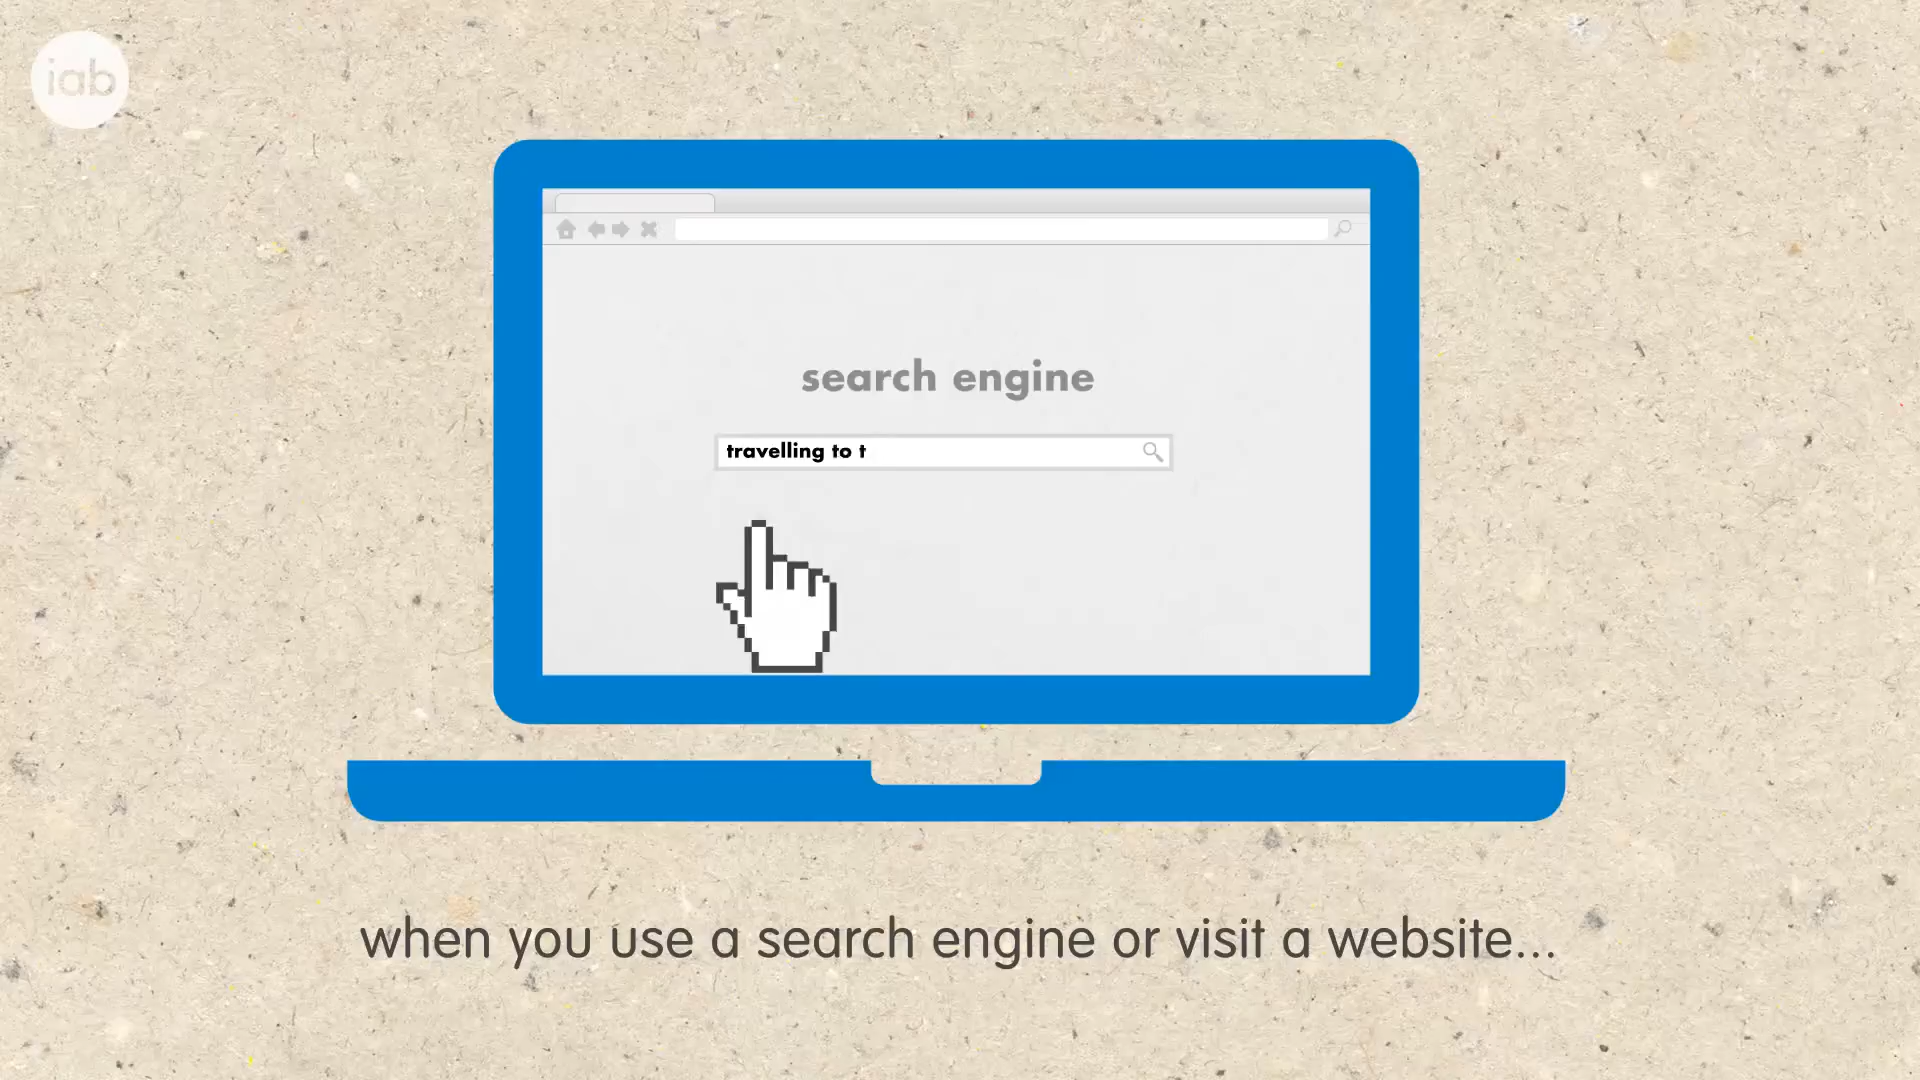 iab
search engine
travelling to t
when you use a search engine or visit a website...